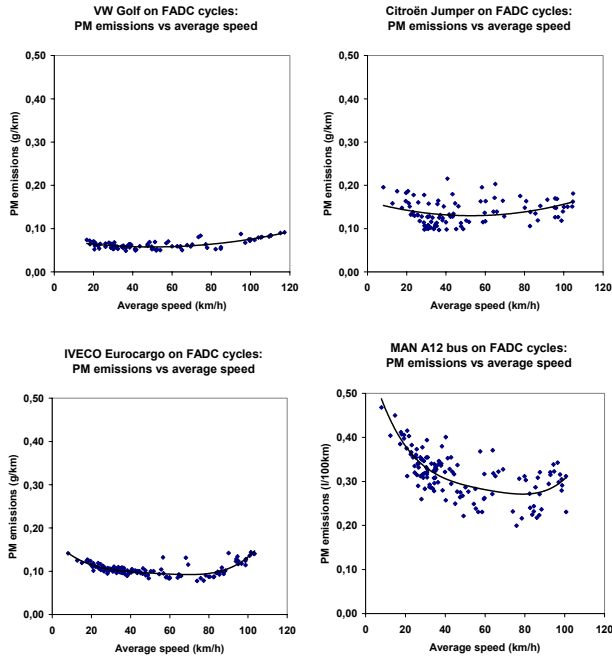 VW Golf on FADC cycles:
PM emissions vs average speed
0,50
0,40
0,30
0,20
0,10
0,00
PM emissions (g/km)
0 20 40 60 80 100 120
Average speed (km/h)
Citroën Jumper on FADC cycles:
PM emissions vs average speed
0,50
0,40
0,30
0,20
0,10
0,00
PM emissions (g/km)
0 20 40 60 80 100 120
Average speed (km/h)
IVECO Eurocargo on FADC cycles:
PM emissions vs average speed
0,50
0,40
0,30
0,20
0,10
0,00
PM emissions (g/km)
0 20 40 60 80 100 120
Average speed (km/h)
MAN A12 bus on FADC cycles:
PM emissions vs average speed
0,50
0,40
0,30
0,20
0,10
0,00
PM emissions (l/100km)
0 20 40 60 80 100 120
Average speed (km/h)